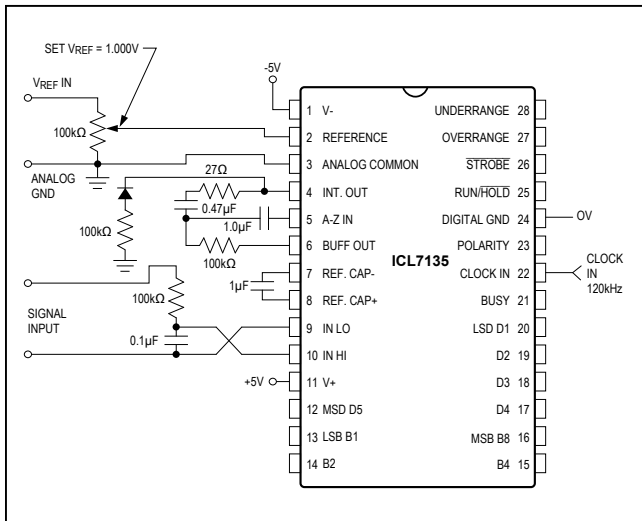 SET VREF = 1.000V
VREF IN
100kΩ
ANALOG
GND
100kΩ
27Ω
0.47µF
1.0µF
100kΩ
1µF
SIGNAL
INPUT
100kΩ
0.1µF
-5V
+5V
ICL7135
1 V-
2 REFERENCE
3 ANALOG COMMON
4 INT. OUT
5 A-Z IN
6 BUFF OUT
7 REF. CAP-
8 REF. CAP+
9 IN LO
10 IN HI
11 V+
12 MSD D5
13 LSB B1
14 B2
UNDERRANGE 28
OVERRANGE 27
STROBE 26
RUN/HOLD 25
DIGITAL GND 24
POLARITY 23
CLOCK IN 22
BUSY 21
LSD D1 20
D2 19
D3 18
D4 17
MSB B8 16
B4 15
OV
CLOCK
IN
120kHz